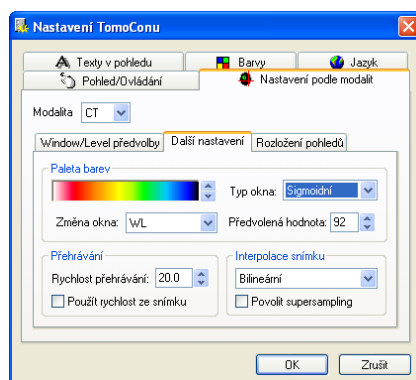 Nastavení TomoConu
Texty v pohledu
Barvy
Jazyk
Pohled/Ovládání
Nastavení podle modalit
Modalita CT
Window/Level předvolby
Další nastavení
Rozložení pohledů
Paleta barev
Typ okna: Sigmoidní
Změna okna: WL
Předvolená hodnota: 92
Přehrávání
Rychlost přehrávání: 20.0
Použít rychlost ze snímku
Interpolace snímku
Bilineární
Povolit supersampling
OK
Zrušit